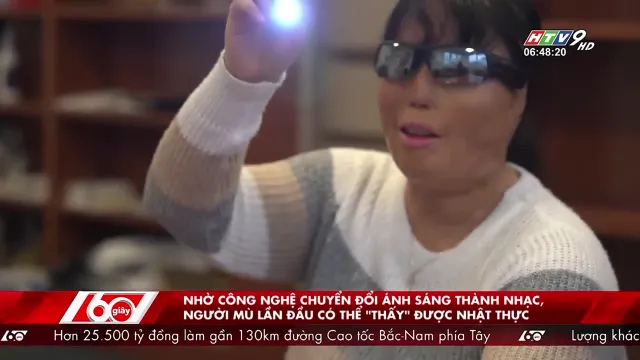 HTV9 HD
06:48:20
60 giây
NHỜ CÔNG NGHỆ CHUYỂN ĐỔI ÁNH SÁNG THÀNH NHẠC,
NGƯỜI MÙ LẦN ĐẦU CÓ THỂ "THẤY" ĐƯỢC NHẬT THỰC
Hơn 25.500 tỷ đồng làm gần 130km đường Cao tốc Bắc-Nam phía Tây 60 giây Lượng khác